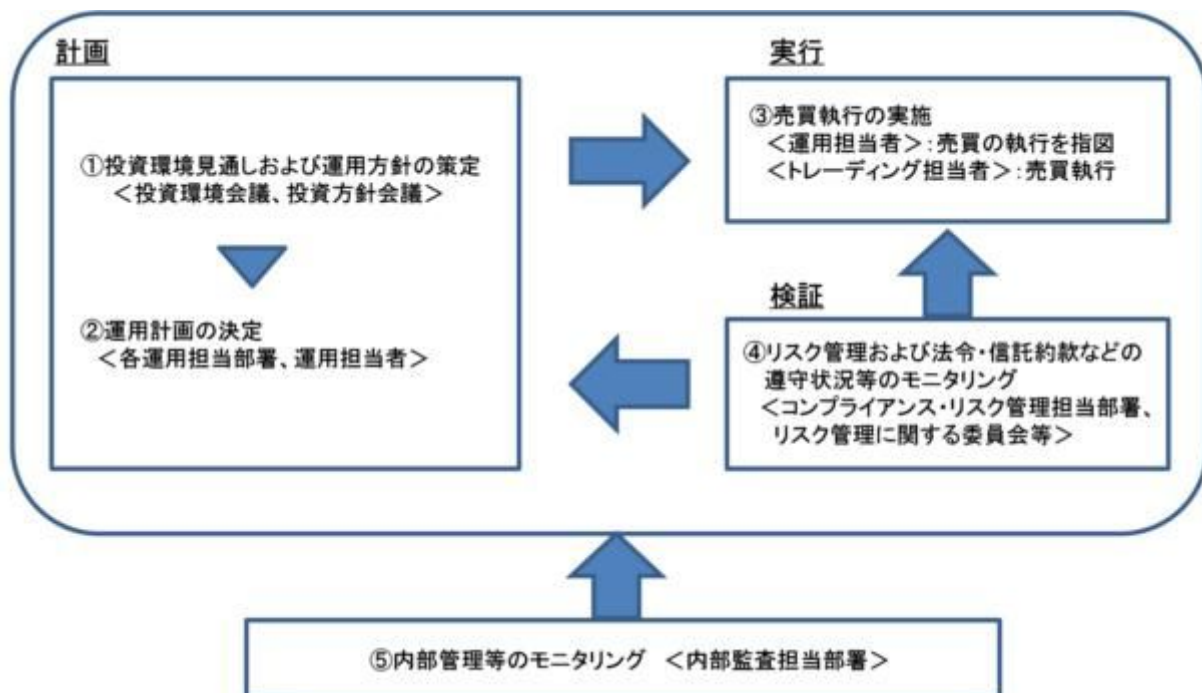 計画
①投資環境見通しおよび運用方針の策定
<投資環境会議、投資方針会議>
②運用計画の決定
<各運用担当部署、運用担当者>
実行
③売買執行の実施
<運用担当者>:売買の執行を指図
<トレーディング担当者>:売買執行
検証
④リスク管理および法令・信託約款などの
遵守状況等のモニタリング
<コンプライアンス・リスク管理担当部署、
リスク管理に関する委員会等>
⑤内部管理等のモニタリング <内部監査担当部署>